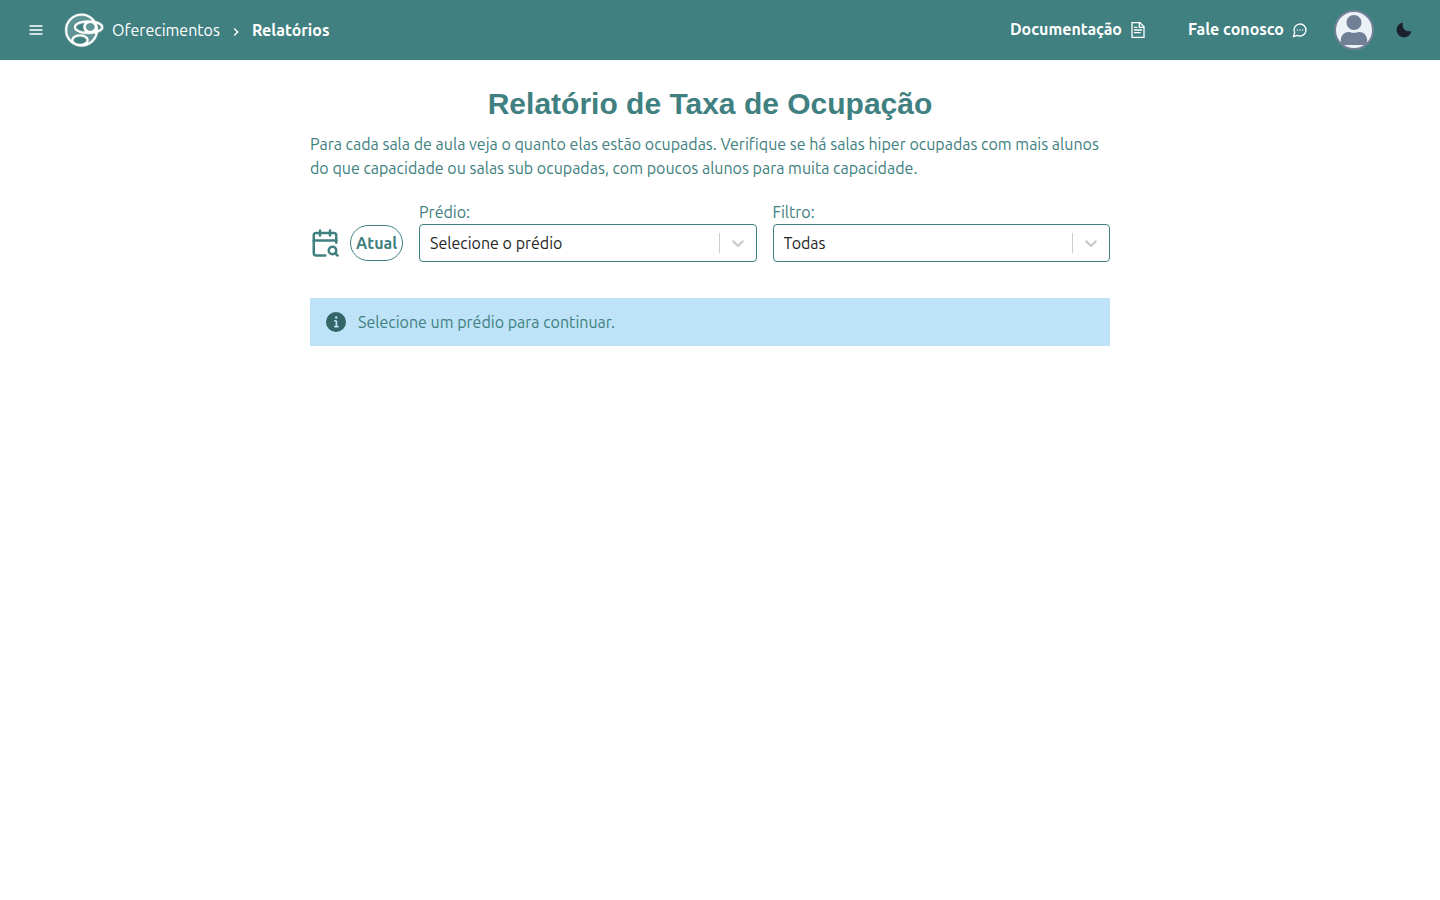 Oferecimentos › Relatórios
Documentação
Fale conosco
Relatório de Taxa de Ocupação
Para cada sala de aula veja o quanto elas estão ocupadas. Verifique se há salas hiper ocupadas com mais alunos
do que capacidade ou salas sub ocupadas, com poucos alunos para muita capacidade.
Atual
Prédio:
Selecione o prédio
Filtro:
Todas
Selecione um prédio para continuar.